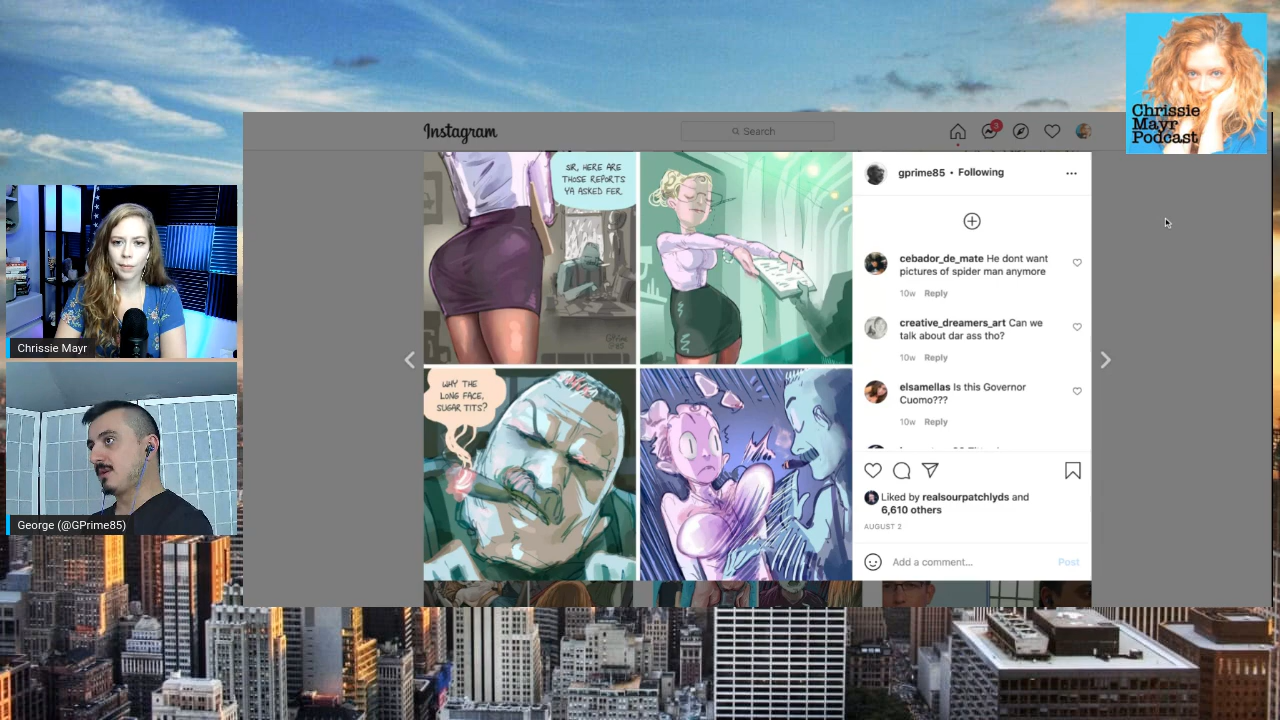 Chrissie
Mayr
Podcast
Instagram
Search
3
SIR, HERE ARE
THOSE REPORTS
YA ASKED FER.
WHY THE
LONG FACE,
SUGAR TITS?
gprime85 • Following
cebador_de_mate He dont want
pictures of spider man anymore
10w Reply
creative_dreamers_art Can we
talk about dar ass tho?
10w Reply
elsamellas Is this Governor
Cuomo???
10w Reply
Liked by realsourpatchlyds and
6,610 others
AUGUST 2
Add a comment...
Post
Chrissie Mayr
George (@GPrime85)